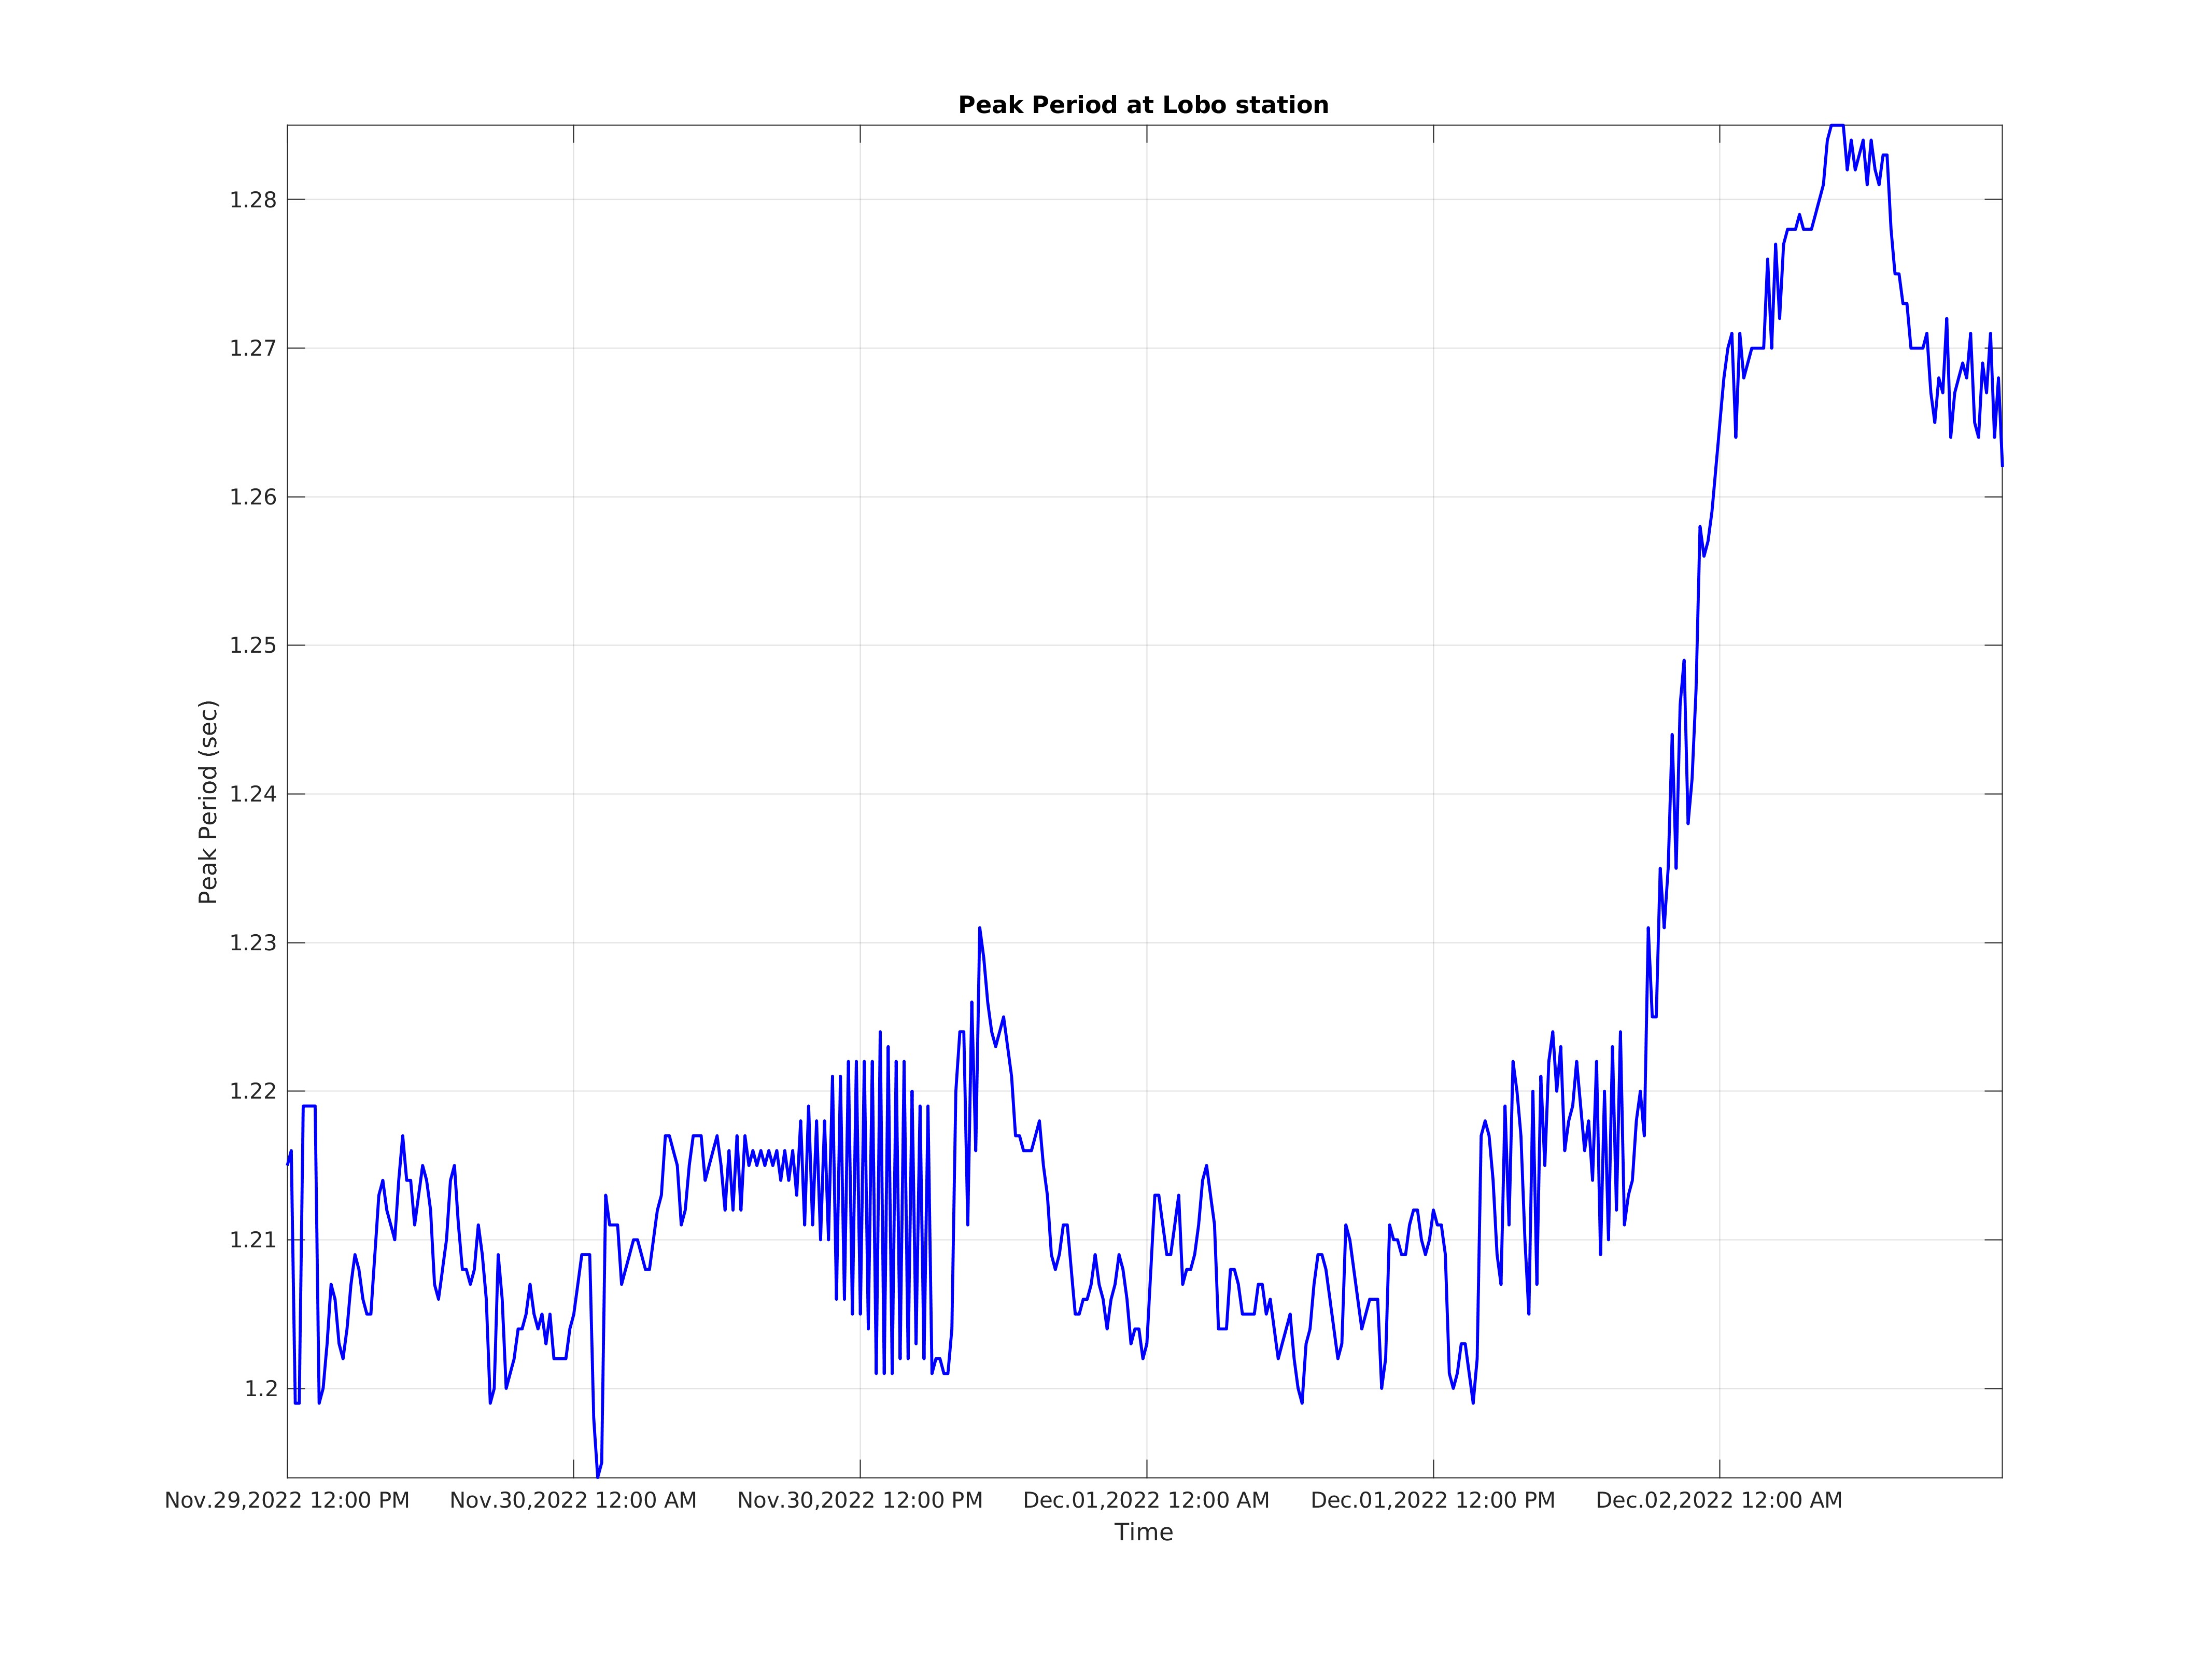 Peak Period at Lobo station
Peak Period (sec)
1.28
1.27
1.26
1.25
1.24
1.23
1.22
1.21
1.2
Nov.29,2022 12:00 PM Nov.30,2022 12:00 AM Nov.30,2022 12:00 PM Dec.01,2022 12:00 AM Dec.01,2022 12:00 PM Dec.02,2022 12:00 AM
Time